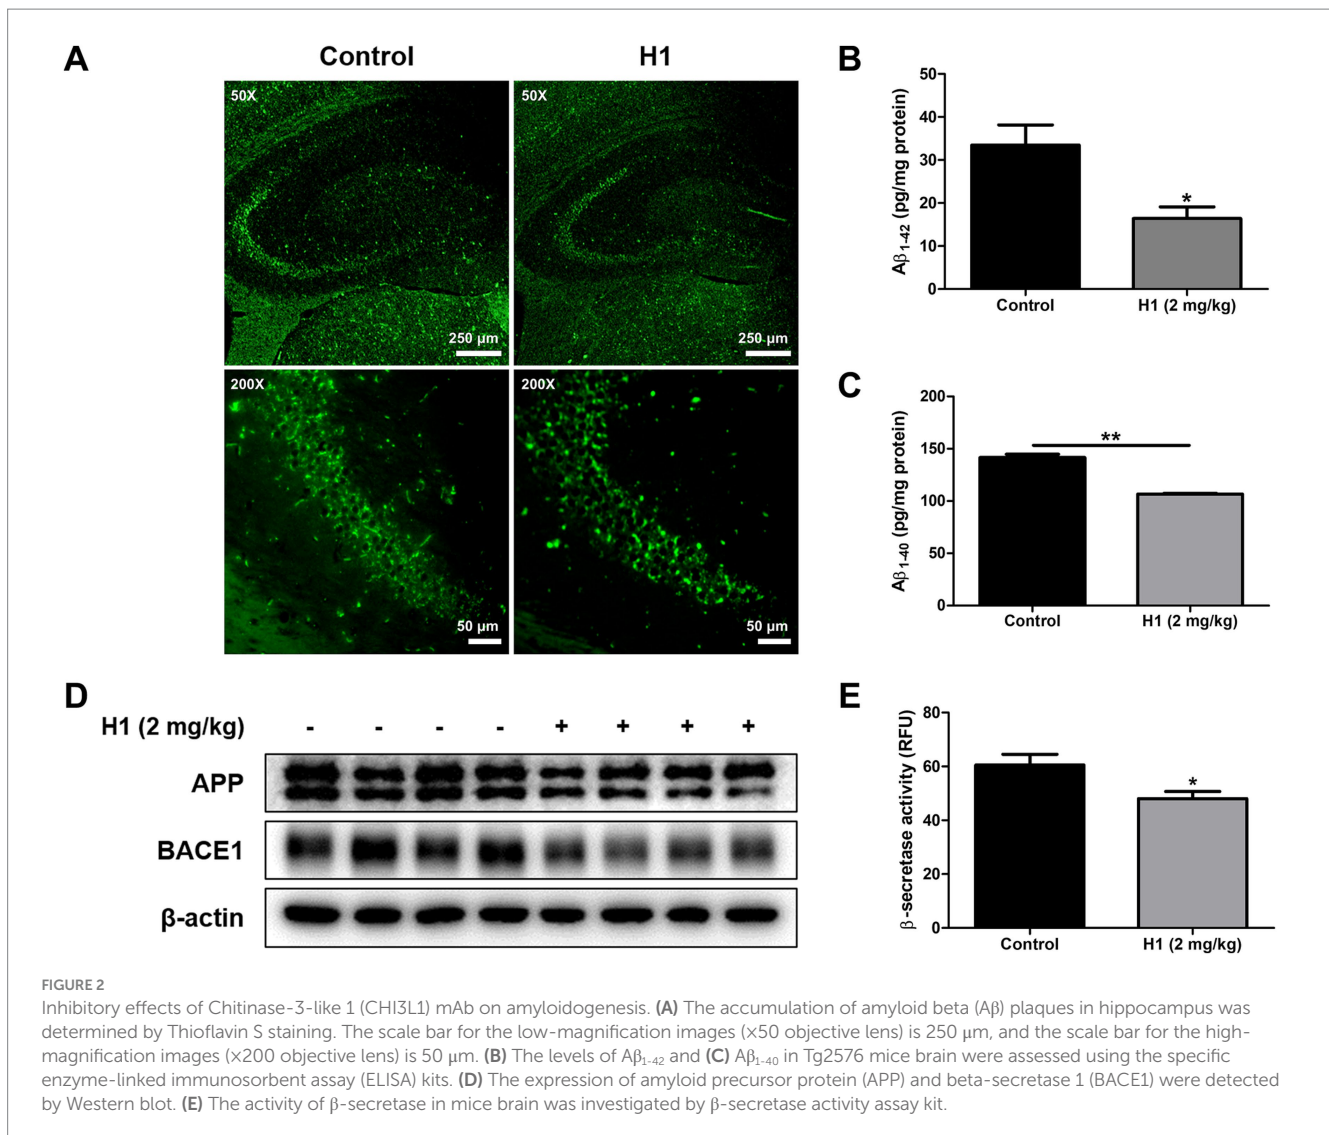 A
Control
H1
50X
50X
250 µm
250 µm
200X
200X
50 µm
50 µm
B
Aβ1-42 (pg/mg protein)
50
40
30
20
10
0
*
Control
H1 (2 mg/kg)
C
Aβ1-40 (pg/mg protein)
200
150
100
50
0
**
Control
H1 (2 mg/kg)
D
H1 (2 mg/kg) - - - - + + + +
APP
BACE1
β-actin
E
β-secretase activity (RFU)
80
60
40
20
0
*
Control
H1 (2 mg/kg)
FIGURE 2
Inhibitory effects of Chitinase-3-like 1 (CHI3L1) mAb on amyloidogenesis. (A) The accumulation of amyloid beta (Aβ) plaques in hippocampus was
determined by Thioflavin S staining. The scale bar for the low-magnification images (×50 objective lens) is 250 µm, and the scale bar for the high-
magnification images (×200 objective lens) is 50 µm. (B) The levels of Aβ1-42 and (C) Aβ1-40 in Tg2576 mice brain were assessed using the specific
enzyme-linked immunosorbent assay (ELISA) kits. (D) The expression of amyloid precursor protein (APP) and beta-secretase 1 (BACE1) were detected
by Western blot. (E) The activity of β-secretase in mice brain was investigated by β-secretase activity assay kit.